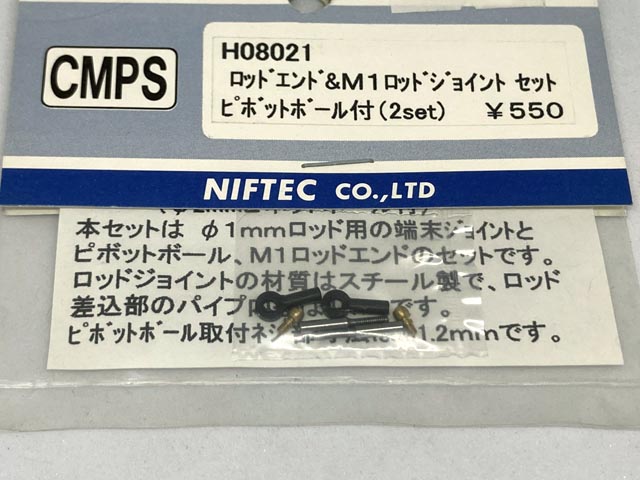 CMPS
H08021
ロッドエンド&M1ロッドジョイント セット
ピボットボール付(2set) ¥550
NIFTEC CO.,LTD
本セットは φ1mmロッド用の端末ジョイントと
ピボットボール、M1ロッドエンドのセットです。
ロッドジョイントの材質はスチール製で、ロッド
差込部のパイプ
ピボットボール取付ネジ部 1.2mmです。